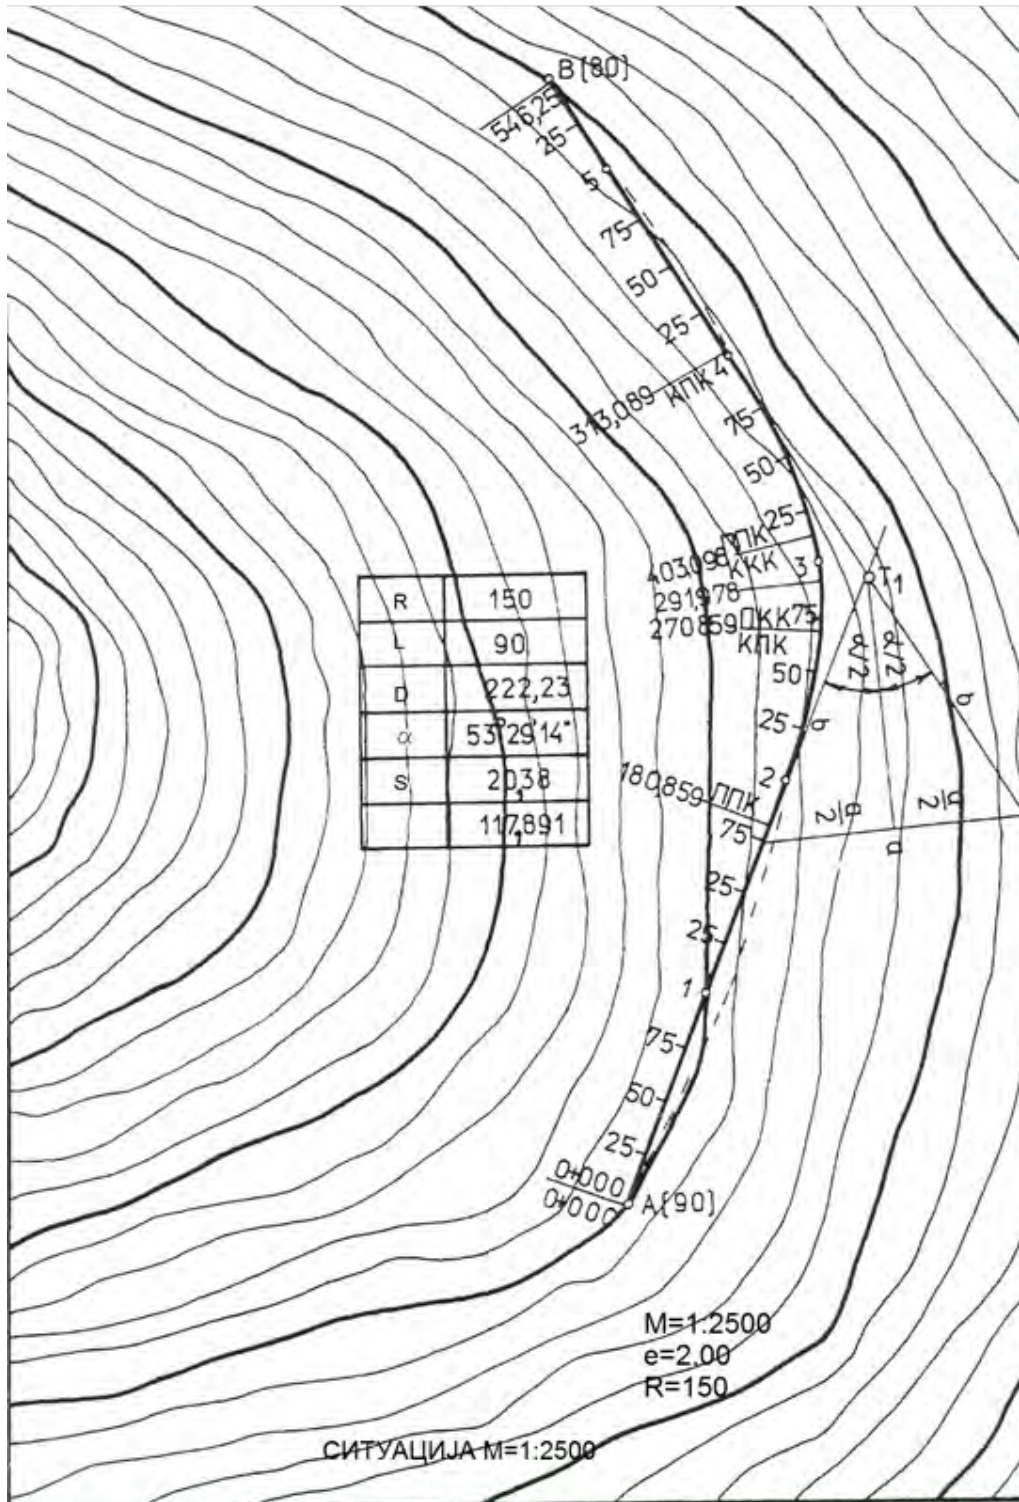 B [80]
546,25
25
5
75
50
25
4
КПК
313,089
75
50
25
ППК
403,098
3
ККК
291,978
75
ПКК
270859
КПК
50
25
2
ППК
180,859
75
25
25
1
75
50
25
0+000
0+000
A [90]
T1
α/2
α/2
b
b
a/2
a/2
a
R 150
L 90
D 222,23
α 53°29'14"
S 20,38
117,891
M=1:2500
e=2,00
R=150
СИТУАЦИЈА M=1:2500